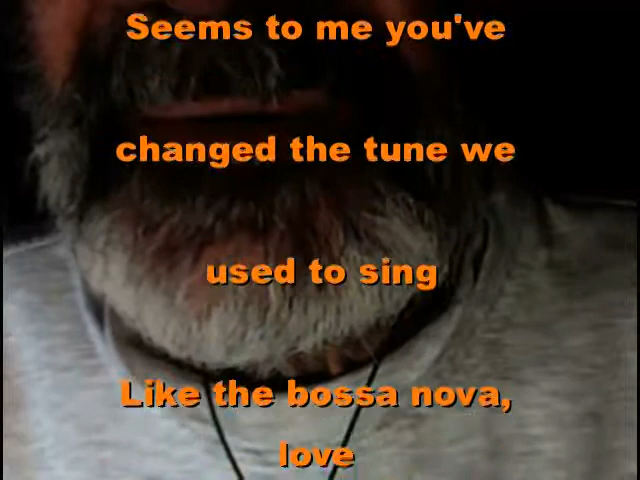 Seems to me you've
changed the tune we
used to sing
Like the bossa nova,
love